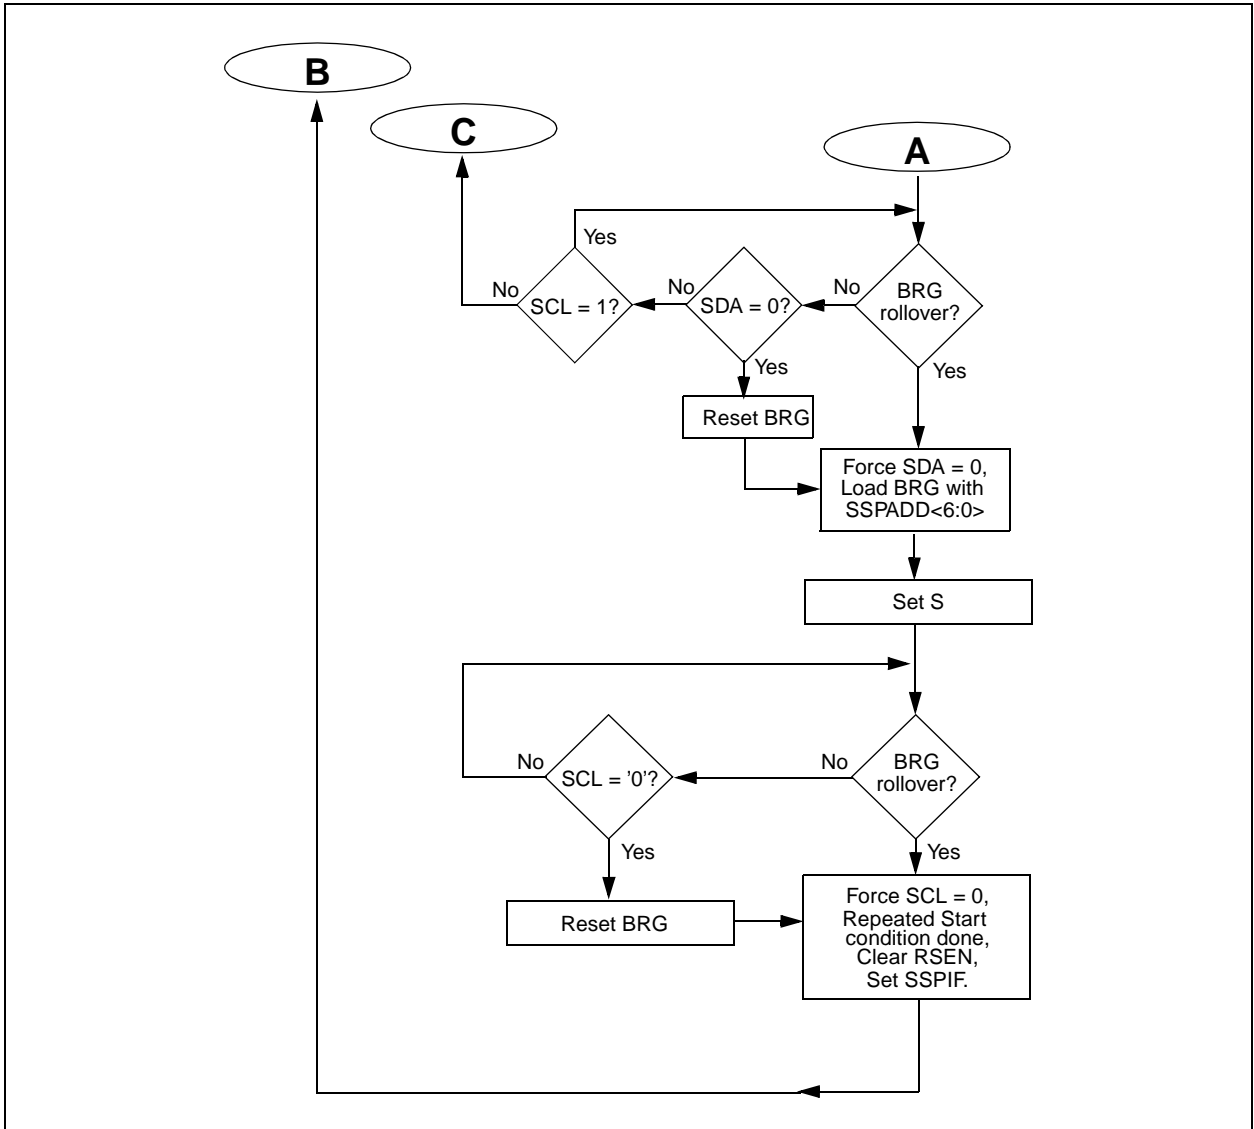 B
C
A
Yes
No
SCL = 1?
No
SDA = 0?
No
BRG
rollover?
Yes
Yes
Reset BRG
Force SDA = 0,
Load BRG with
SSPADD<6:0>
Set S
No
SCL = '0'?
No
BRG
rollover?
Yes
Yes
Reset BRG
Force SCL = 0,
Repeated Start
condition done,
Clear RSEN,
Set SSPIF.